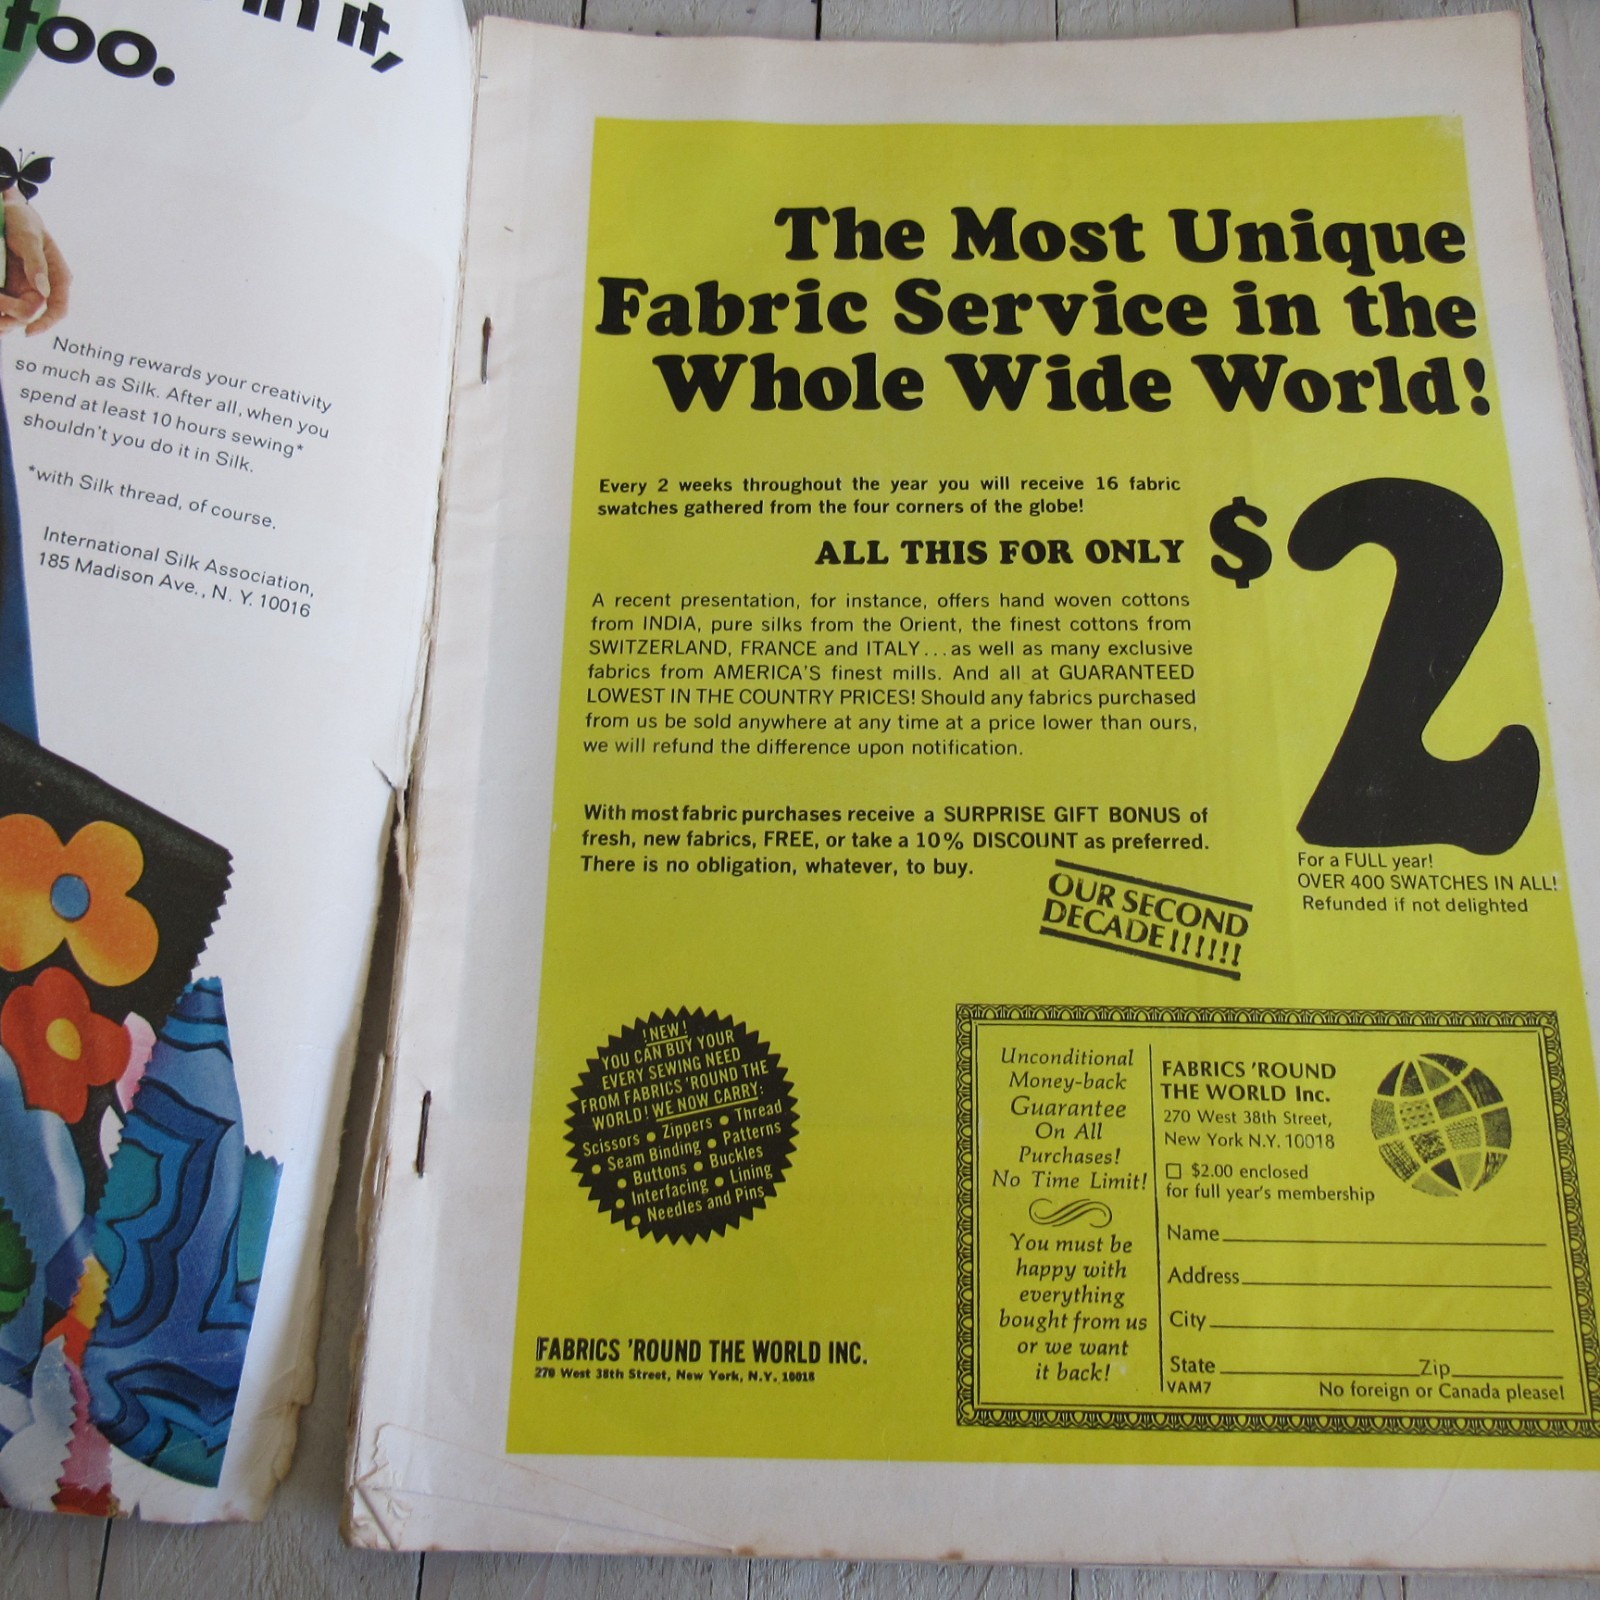 in it,
too.
Nothing rewards your creativity
so much as Silk. After all, when you
spend at least 10 hours sewing*
shouldn't you do it in Silk.
*with Silk thread, of course.
International Silk Association,
185 Madison Ave., N. Y. 10016
The Most Unique
Fabric Service in the
Whole Wide World!
Every 2 weeks throughout the year you will receive 16 fabric
swatches gathered from the four corners of the globe!
ALL THIS FOR ONLY
$2
A recent presentation, for instance, offers hand woven cottons
from INDIA, pure silks from the Orient, the finest cottons from
SWITZERLAND, FRANCE and ITALY...as well as many exclusive
fabrics from AMERICA'S finest mills. And all at GUARANTEED
LOWEST IN THE COUNTRY PRICES! Should any fabrics purchased
from us be sold anywhere at any time at a price lower than ours,
we will refund the difference upon notification.
With most fabric purchases receive a SURPRISE GIFT BONUS of
fresh, new fabrics, FREE, or take a 10% DISCOUNT as preferred.
There is no obligation, whatever, to buy.
For a FULL year!
OVER 400 SWATCHES IN ALL!
Refunded if not delighted
OUR SECOND
DECADE!!!!!!
!NEW!
YOU CAN BUY YOUR
EVERY SEWING NEED
FROM FABRICS 'ROUND THE
WORLD! WE NOW CARRY:
Scissors ● Zippers ● Thread
● Seam Binding ● Patterns
● Buttons ● Buckles
● Interfacing ● Lining
● Needles and Pins
FABRICS 'ROUND THE WORLD INC.
270 West 38th Street, New York, N.Y. 10018
Unconditional
Money-back
Guarantee
On All
Purchases!
No Time Limit!
You must be
happy with
everything
bought from us
or we want
it back!
FABRICS 'ROUND
THE WORLD Inc.
270 West 38th Street,
New York N.Y. 10018
☐ $2.00 enclosed
for full year's membership
Name
Address
City
State Zip
VAM7 No foreign or Canada please!